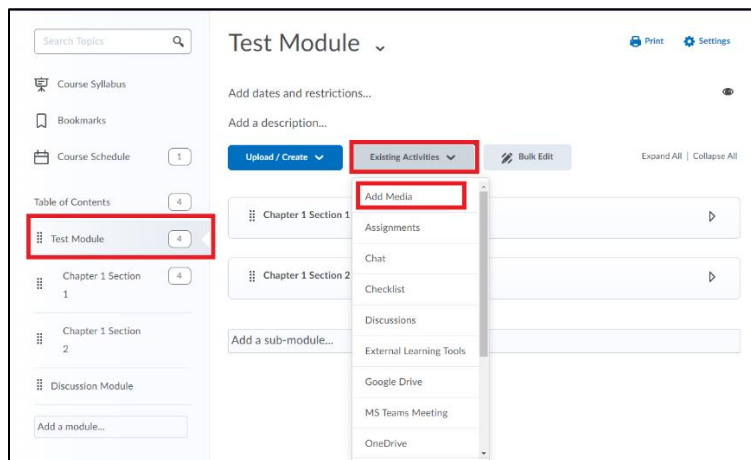 Search Topics
Course Syllabus
Bookmarks
Course Schedule 1
Table of Contents 4
Test Module 4
Chapter 1 Section 4
1
Chapter 1 Section
2
Discussion Module
Add a module...
Test Module
Print Settings
Add dates and restrictions...
Add a description...
Upload / Create Existing Activities Bulk Edit Expand All | Collapse All
Add Media
Assignments
Chat
Checklist
Discussions
External Learning Tools
Google Drive
MS Teams Meeting
OneDrive
Chapter 1 Section 1
Chapter 1 Section 2
Add a sub-module...